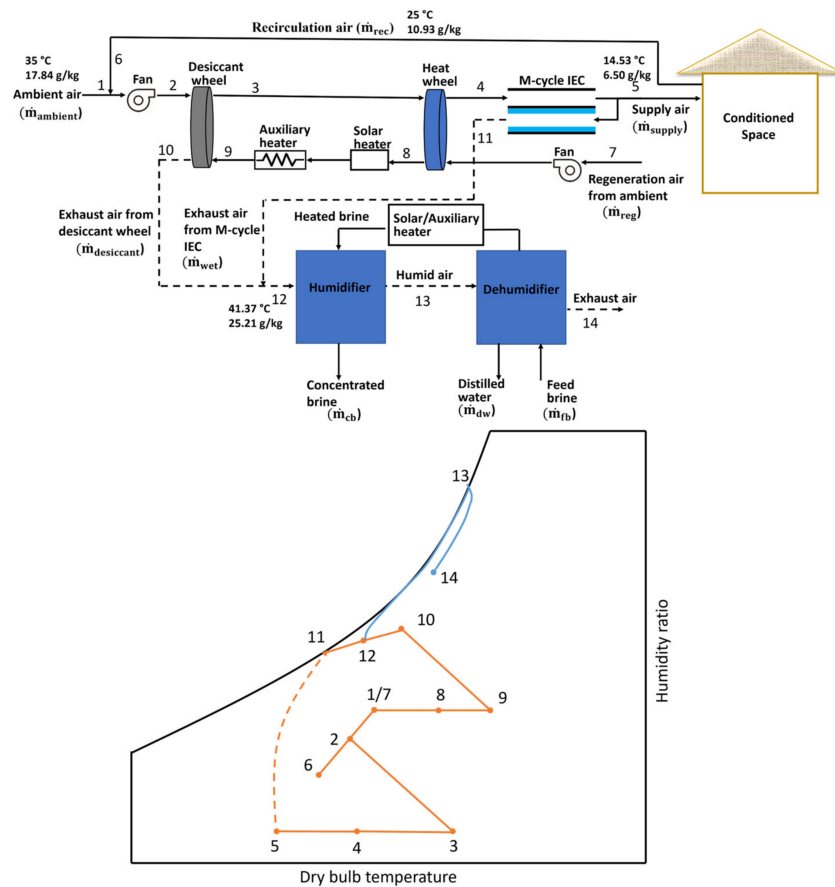 25 °C
Recirculation air (ṁrec) 10.93 g/kg
6
35 °C
17.84 g/kg
Desiccant
wheel
Heat
wheel
M-cycle IEC
14.53 °C
6.50 g/kg
1 Fan 2 3 4 5
Ambient air
(ṁambient)
Supply air
(ṁsupply)
Conditioned
Space
Auxiliary
heater
Solar
heater
11
10 9 8 Fan 7
Regeneration air
from ambient
(ṁreg)
Exhaust air from
desiccant wheel
(ṁdesiccant)
Exhaust air
from M-cycle
IEC
(ṁwet)
Heated brine
Solar/Auxiliary
heater
12
41.37 °C
25.21 g/kg
Humidifier
Humid air
13
Dehumidifier
Exhaust air
14
Concentrated
brine
(ṁcb)
Distilled
water
(ṁdw)
Feed
brine
(ṁfb)
13
14
11
12
10
1/7
8
9
2
6
5
4
3
Humidity ratio
Dry bulb temperature